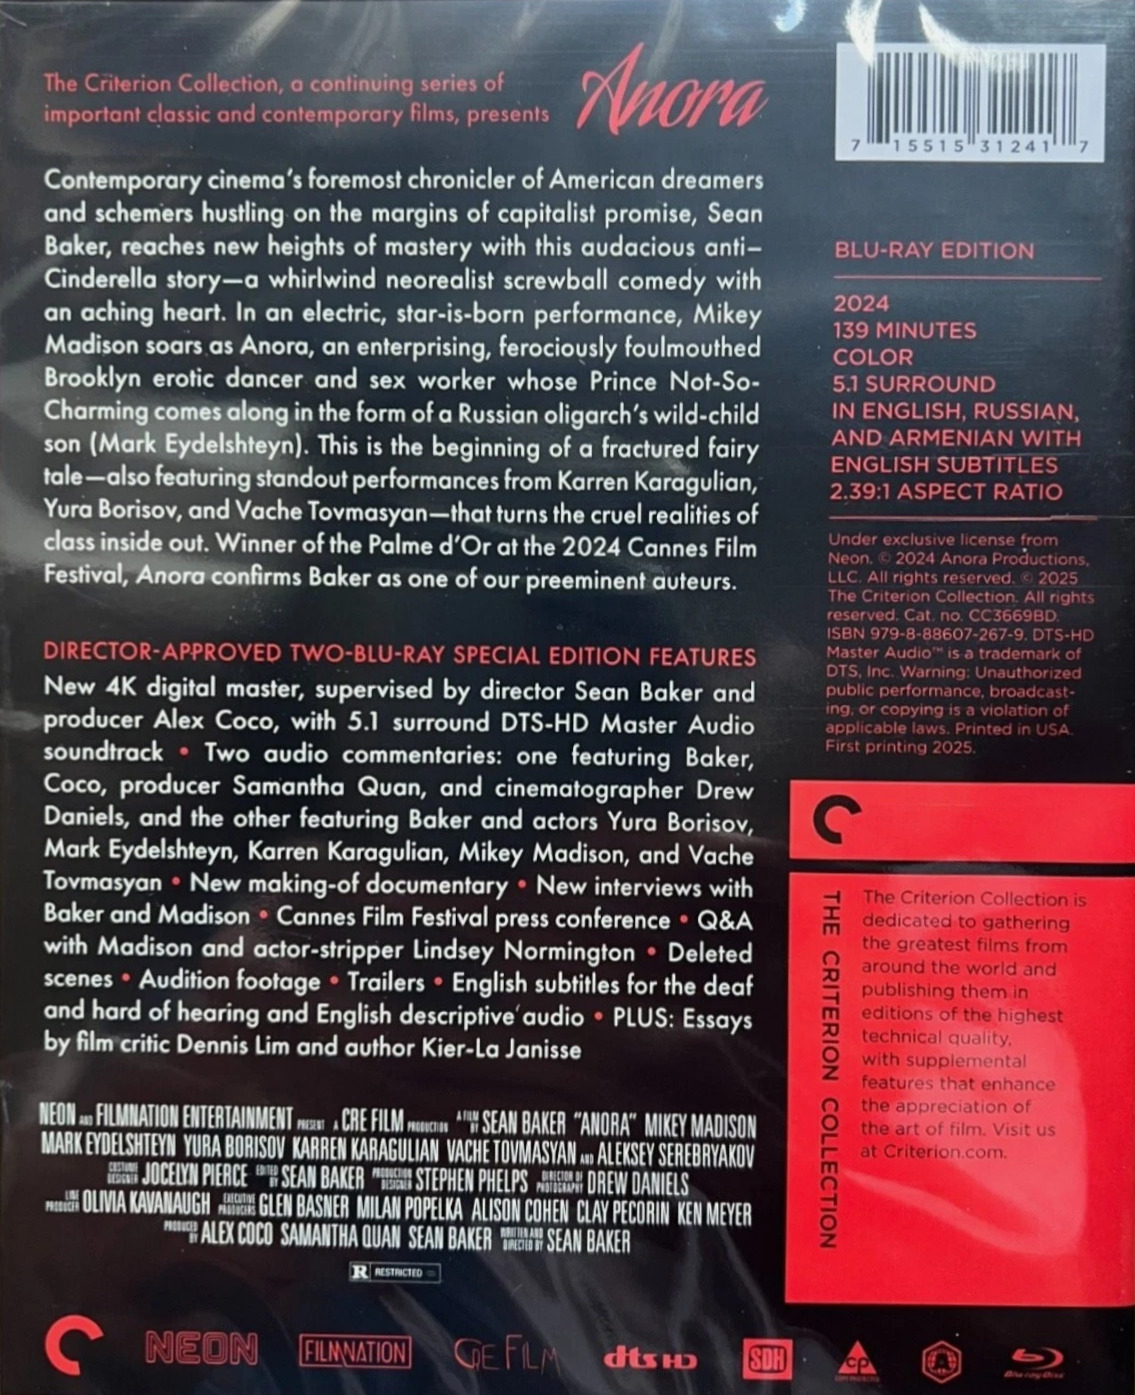 The Criterion Collection, a continuing series of
important classic and contemporary films, presents
Anora
Contemporary cinema's foremost chronicler of American dreamers
and schemers hustling on the margins of capitalist promise, Sean
Baker, reaches new heights of mastery with this audacious anti–
Cinderella story—a whirlwind neorealist screwball comedy with
an aching heart. In an electric, star-is-born performance, Mikey
Madison soars as Anora, an enterprising, ferociously foulmouthed
Brooklyn erotic dancer and sex worker whose Prince Not-So-
Charming comes along in the form of a Russian oligarch's wild-child
son (Mark Eydelshteyn). This is the beginning of a fractured fairy
tale—also featuring standout performances from Karren Karagulian,
Yura Borisov, and Vache Tovmasyan—that turns the cruel realities of
class inside out. Winner of the Palme d'Or at the 2024 Cannes Film
Festival, Anora confirms Baker as one of our preeminent auteurs.
DIRECTOR-APPROVED TWO-BLU-RAY SPECIAL EDITION FEATURES
New 4K digital master, supervised by director Sean Baker and
producer Alex Coco, with 5.1 surround DTS-HD Master Audio
soundtrack • Two audio commentaries: one featuring Baker,
Coco, producer Samantha Quan, and cinematographer Drew
Daniels, and the other featuring Baker and actors Yura Borisov,
Mark Eydelshteyn, Karren Karagulian, Mikey Madison, and Vache
Tovmasyan • New making-of documentary • New interviews with
Baker and Madison • Cannes Film Festival press conference • Q&A
with Madison and actor-stripper Lindsey Normington • Deleted
scenes • Audition footage • Trailers • English subtitles for the deaf
and hard of hearing and English descriptive audio • PLUS: Essays
by film critic Dennis Lim and author Kier-La Janisse
NEON AND FILMNATION ENTERTAINMENT PRESENT A CRE FILM PRODUCTION A FILM BY SEAN BAKER "ANORA" MIKEY MADISON
MARK EYDELSHTEYN YURA BORISOV KARREN KARAGULIAN VACHE TOVMASYAN AND ALEKSEY SEREBRYAKOV
COSTUME DESIGNER JOCELYN PIERCE EDITED BY SEAN BAKER PRODUCTION DESIGNER STEPHEN PHELPS DIRECTOR OF PHOTOGRAPHY DREW DANIELS
LINE PRODUCER OLIVIA KAVANAUGH EXECUTIVE PRODUCERS GLEN BASNER MILAN POPELKA ALISON COHEN CLAY PECORIN KEN MEYER
PRODUCED BY ALEX COCO SAMANTHA QUAN SEAN BAKER WRITTEN AND DIRECTED BY SEAN BAKER
R RESTRICTED
NEON
FILMNATION
CRE FILM
dts HD
SDH
CP
Blu-ray Disc
7 15515 31241 7
BLU-RAY EDITION
2024
139 MINUTES
COLOR
5.1 SURROUND
IN ENGLISH, RUSSIAN,
AND ARMENIAN WITH
ENGLISH SUBTITLES
2.39:1 ASPECT RATIO
Under exclusive license from
Neon. © 2024 Anora Productions,
LLC. All rights reserved. © 2025
The Criterion Collection. All rights
reserved. Cat. no. CC3669BD.
ISBN 979-8-88607-267-9. DTS-HD
Master Audio™ is a trademark of
DTS, Inc. Warning: Unauthorized
public performance, broadcast-
ing, or copying is a violation of
applicable laws. Printed in USA.
First printing 2025.
THE CRITERION COLLECTION
The Criterion Collection is
dedicated to gathering
the greatest films from
around the world and
publishing them in
editions of the highest
technical quality,
with supplemental
features that enhance
the appreciation of
the art of film. Visit us
at Criterion.com.